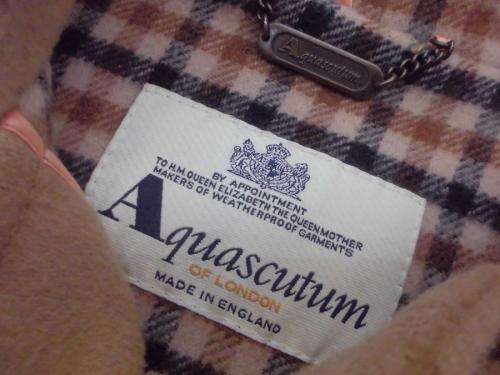 Aquascutum
BY APPOINTMENT
TO H.M. QUEEN ELIZABETH THE QUEEN MOTHER
MAKERS OF WEATHERPROOF GARMENTS
Aquascutum
OF LONDON
MADE IN ENGLAND